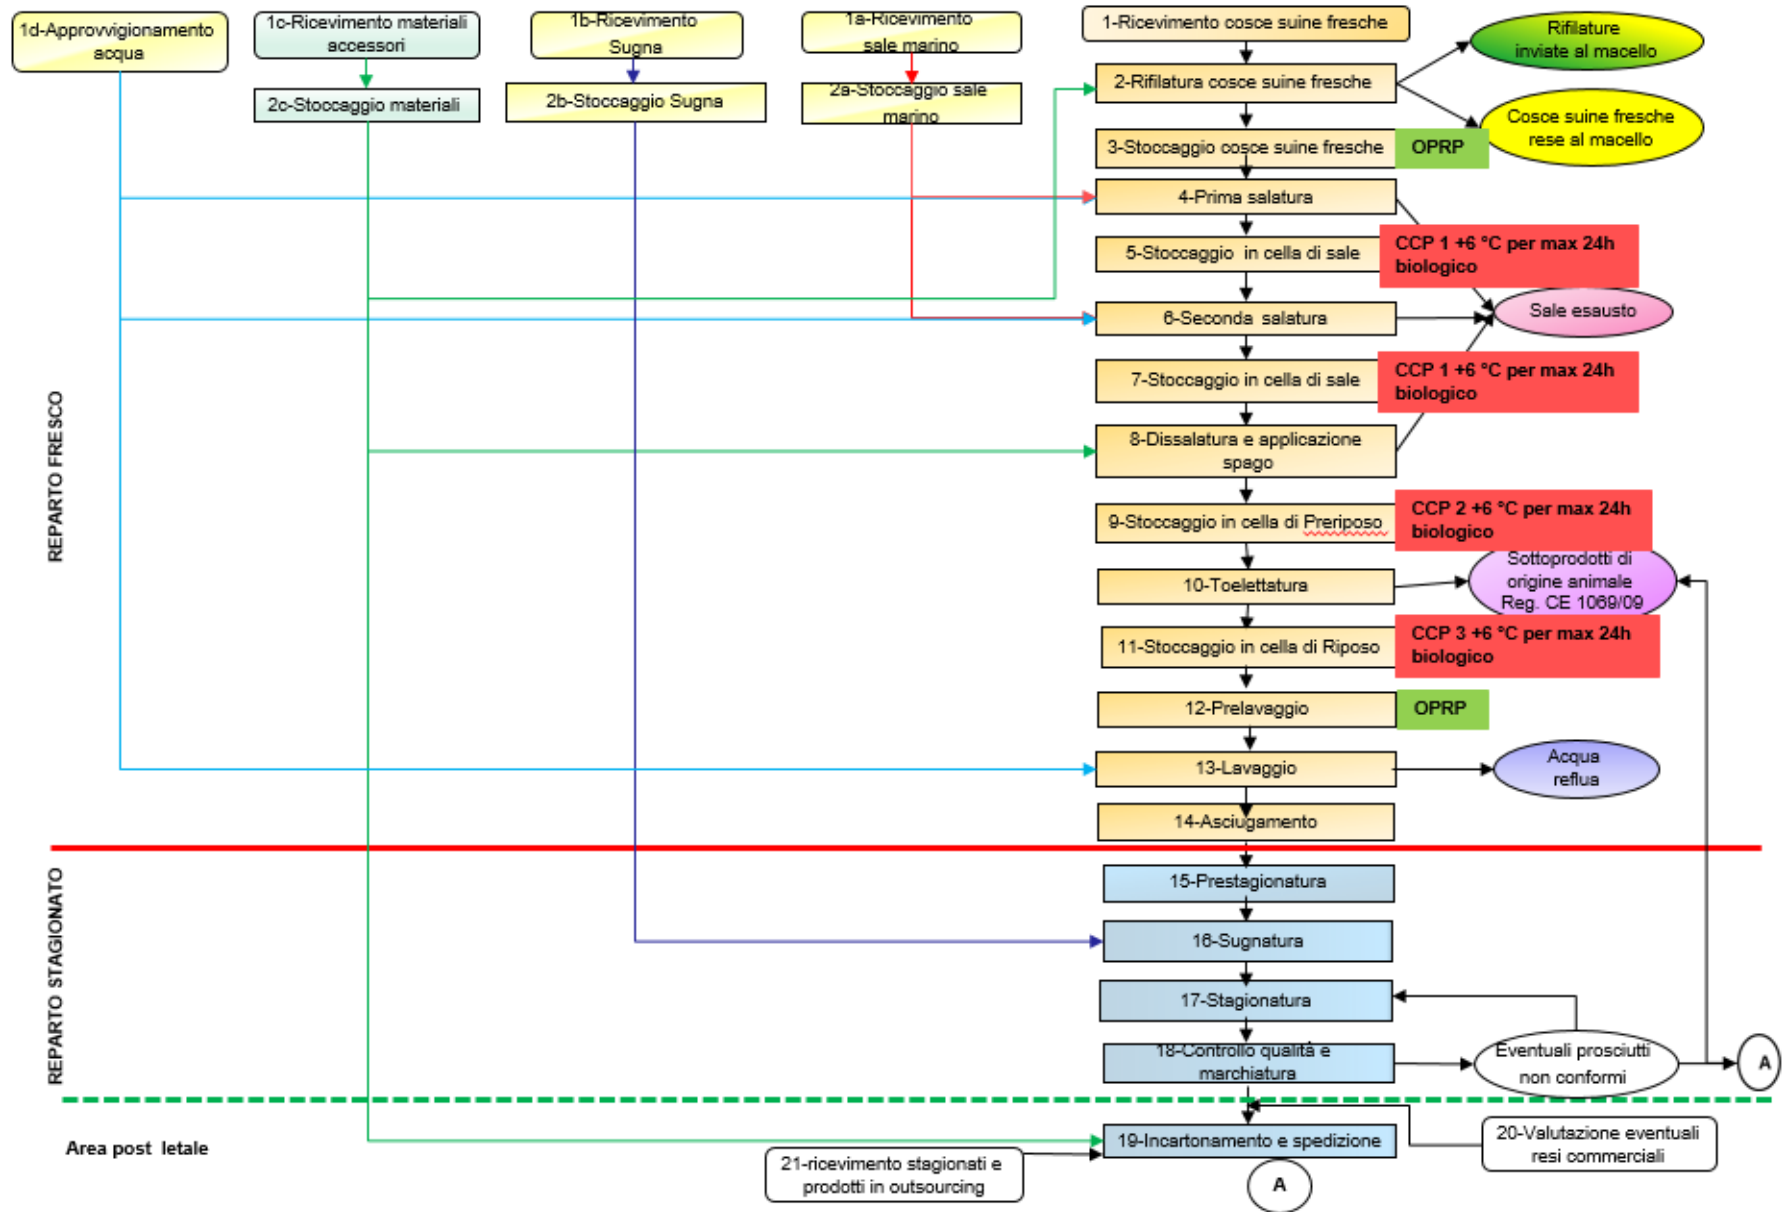 1d-Approvvigionamento
acqua
1c-Ricevimento materiali
accessori
1b-Ricevimento
Sugna
1a-Ricevimento
sale marino
1-Ricevimento cosce suine fresche
Rifilature
inviate al macello
2c-Stoccaggio materiali
2b-Stoccaggio Sugna
2a-Stoccaggio sale
marino
2-Rifilatura cosce suine fresche
Cosce suine fresche
rese al macello
3-Stoccaggio cosce suine fresche
OPRP
4-Prima salatura
5-Stoccaggio in cella di sale
CCP 1 +6 °C per max 24h
biologico
6-Seconda salatura
Sale esausto
7-Stoccaggio in cella di sale
CCP 1 +6 °C per max 24h
biologico
8-Dissalatura e applicazione
spago
REPARTO FRESCO
9-Stoccaggio in cella di Preriposo
CCP 2 +6 °C per max 24h
biologico
10-Toelettatura
Sottoprodotti di
origine animale
Reg. CE 1069/09
11-Stoccaggio in cella di Riposo
CCP 3 +6 °C per max 24h
biologico
12-Prelavaggio
OPRP
13-Lavaggio
Acqua
reflua
14-Asciugamento
REPARTO STAGIONATO
15-Prestagionatura
16-Sugnatura
17-Stagionatura
18-Controllo qualità e
marchiatura
Eventuali prosciutti
non conformi
A
Area post letale
19-Incartonamento e spedizione
20-Valutazione eventuali
resi commerciali
21-ricevimento stagionati e
prodotti in outsourcing
A